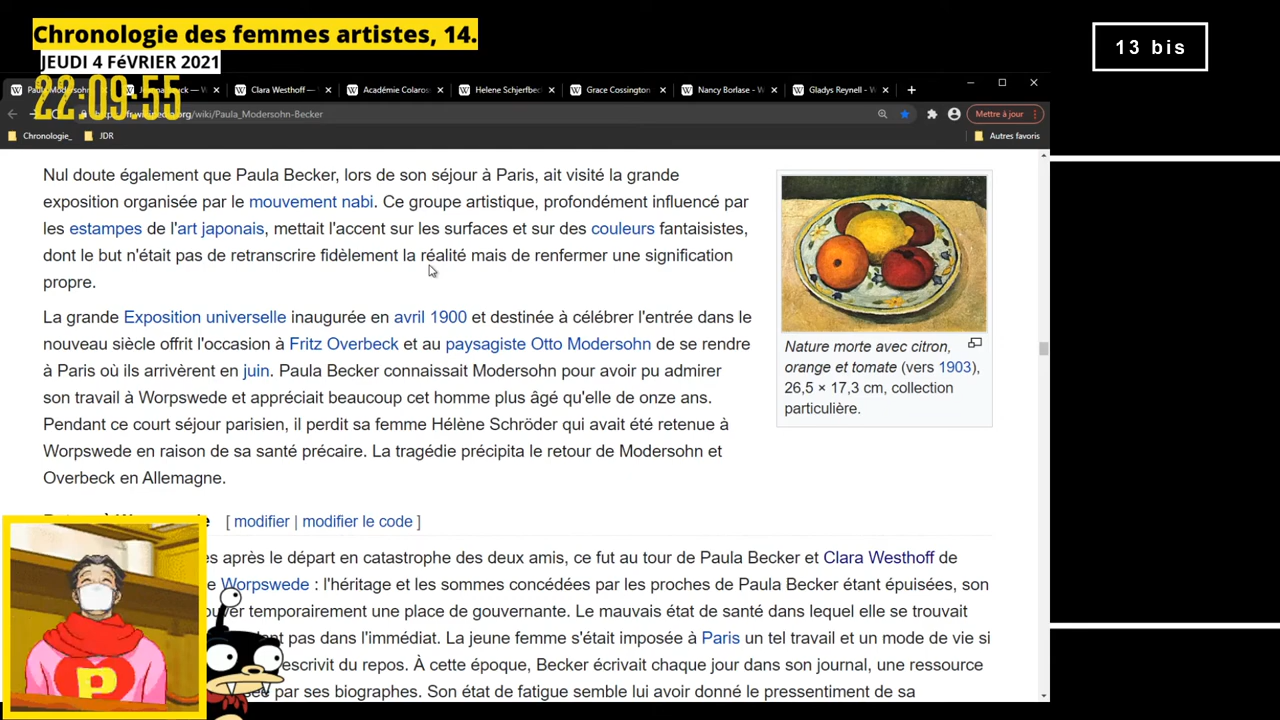 Chronologie des femmes artistes, 14.
JEUDI 4 FéVRIER 2021
22:09:55
13 bis
Clara Westhoff —
Académie Colaros
Helene Schjerfbec
Grace Cossington
Nancy Borlase - W
Gladys Reynell - W
.org/wiki/Paula_Modersohn-Becker
Mettre à jour
Chronologie_
JDR
Autres favoris
Nul doute également que Paula Becker, lors de son séjour à Paris, ait visité la grande
exposition organisée par le mouvement nabi. Ce groupe artistique, profondément influencé par
les estampes de l'art japonais, mettait l'accent sur les surfaces et sur des couleurs fantaisistes,
dont le but n'était pas de retranscrire fidèlement la réalité mais de renfermer une signification
propre.
La grande Exposition universelle inaugurée en avril 1900 et destinée à célébrer l'entrée dans le
nouveau siècle offrit l'occasion à Fritz Overbeck et au paysagiste Otto Modersohn de se rendre
à Paris où ils arrivèrent en juin. Paula Becker connaissait Modersohn pour avoir pu admirer
son travail à Worpswede et appréciait beaucoup cet homme plus âgé qu'elle de onze ans.
Pendant ce court séjour parisien, il perdit sa femme Hélène Schröder qui avait été retenue à
Worpswede en raison de sa santé précaire. La tragédie précipita le retour de Modersohn et
Overbeck en Allemagne.
Nature morte avec citron,
orange et tomate (vers 1903),
26,5 × 17,3 cm, collection
particulière.
[ modifier | modifier le code ]
après le départ en catastrophe des deux amis, ce fut au tour de Paula Becker et Clara Westhoff de
Worpswede : l'héritage et les sommes concédées par les proches de Paula Becker étant épuisées, son
temporairement une place de gouvernante. Le mauvais état de santé dans lequel elle se trouvait
pas dans l'immédiat. La jeune femme s'était imposée à Paris un tel travail et un mode de vie si
escrivit du repos. À cette époque, Becker écrivait chaque jour dans son journal, une ressource
par ses biographes. Son état de fatigue semble lui avoir donné le pressentiment de sa
P